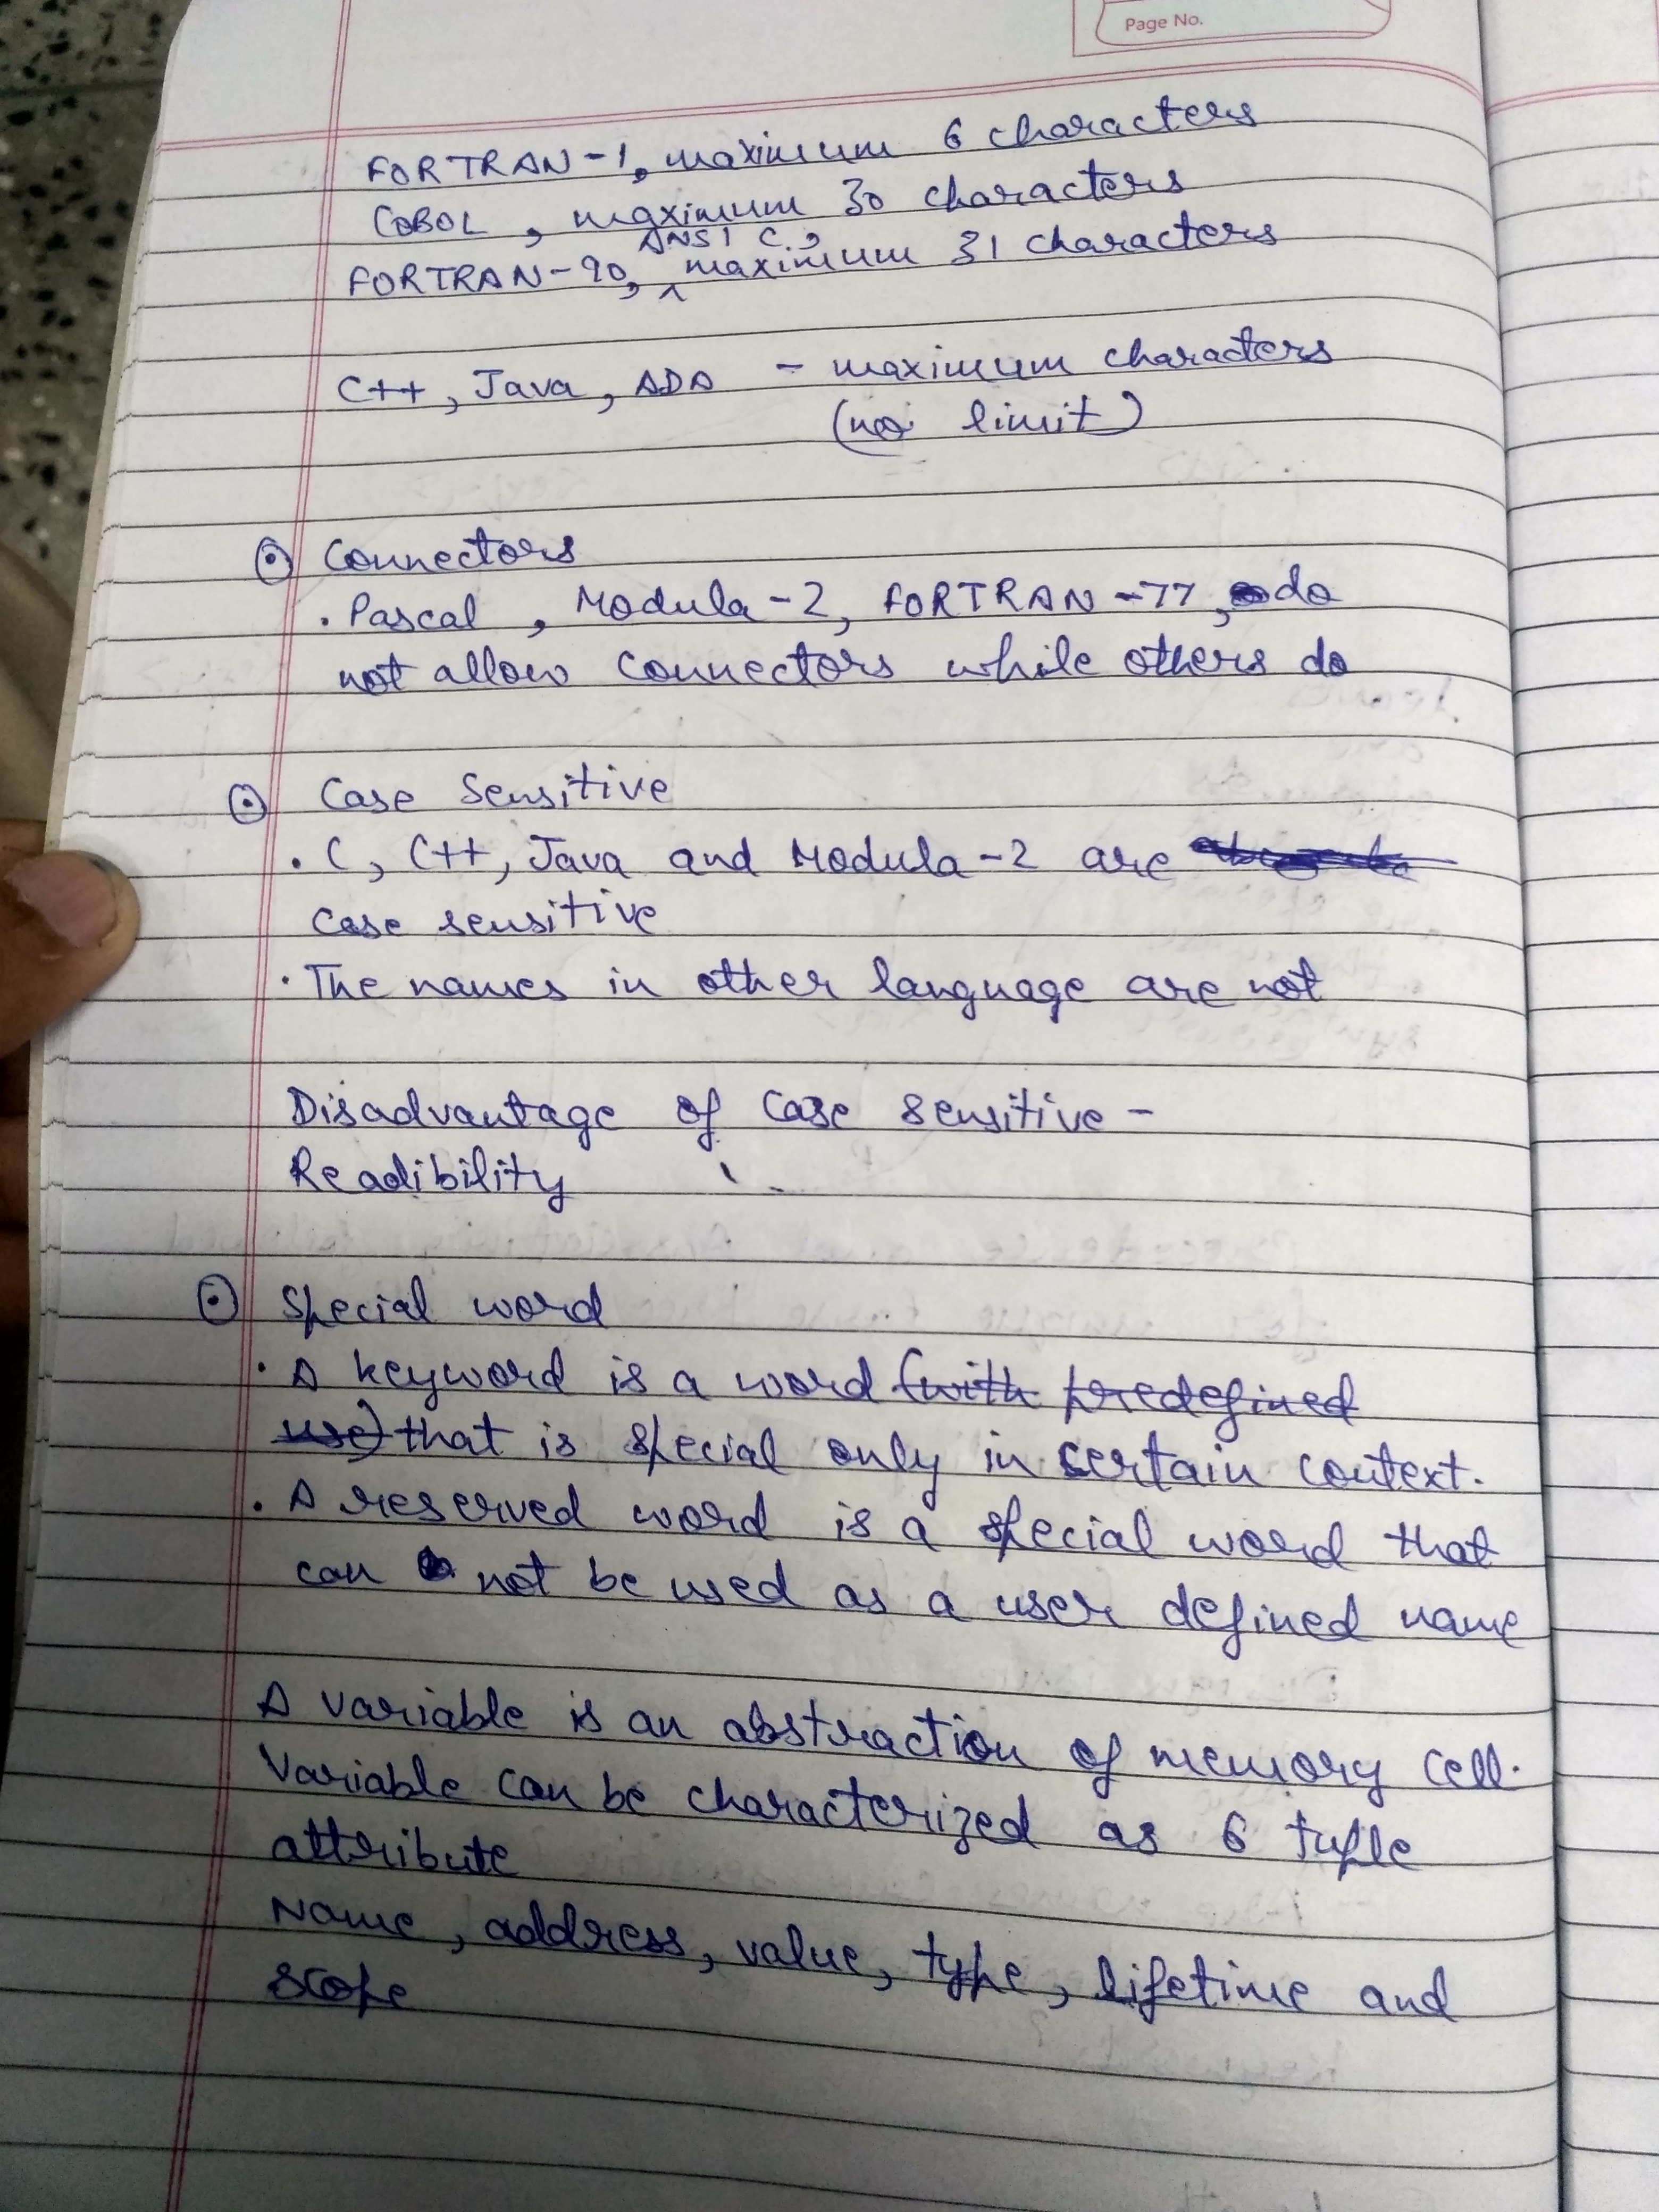 Page No.
FORTRAN-1, maximum 6 characters
COBOL, maximum 30 characters
ANSI C,
FORTRAN-90, ^ maximum 31 characters
C++, Java, ADA - maximum characters
(no limit)
⊙ Connectors
. Pascal, Modula-2, FORTRAN-77, do
not allow connectors while others do
⊙ Case Sensitive
. C, C++, Java and Modula-2 are
case sensitive
. The names in other language are not
Disadvantage of case sensitive -
Readibility
⊙ Special word
. A keyword is a word (with predefined
use) that is special only in certain context.
. A reserved word is a special word that
can not be used as a user defined name
A variable is an abstraction of memory cell.
Variable can be characterized as 6 tuple
attribute
Name, address, value, type, lifetime and
scope